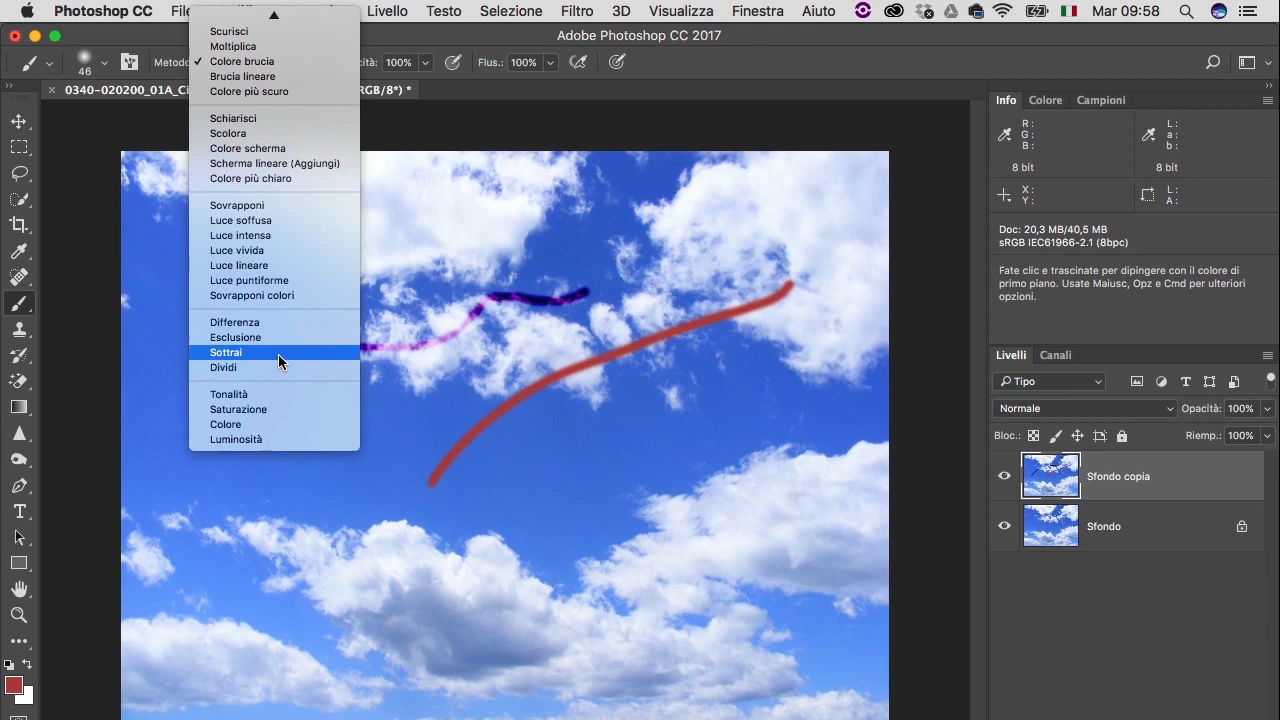 Photoshop CC File Livello Testo Selezione Filtro 3D Visualizza Finestra Aiuto Mar 09:58
Adobe Photoshop CC 2017
46 Metodo 100% Flus.: 100%
0340-020200_01A_Ci RGB/8*) *
Scurisci
Moltiplica
Colore brucia
Brucia lineare
Colore più scuro
Schiarisci
Scolora
Colore scherma
Scherma lineare (Aggiungi)
Colore più chiaro
Sovrapponi
Luce soffusa
Luce intensa
Luce vivida
Luce lineare
Luce puntiforme
Sovrapponi colori
Differenza
Esclusione
Sottrai
Dividi
Tonalità
Saturazione
Colore
Luminosità
Info Colore Campioni
R :
G :
B :
L :
a :
b :
8 bit
8 bit
X :
Y :
L :
A :
Doc: 20,3 MB/40,5 MB
sRGB IEC61966-2.1 (8bpc)
Fate clic e trascinate per dipingere con il colore di
primo piano. Usate Maiusc, Opz e Cmd per ulteriori
opzioni.
Livelli Canali
Tipo
Normale Opacità: 100%
Bloc.: Riemp.: 100%
Sfondo copia
Sfondo